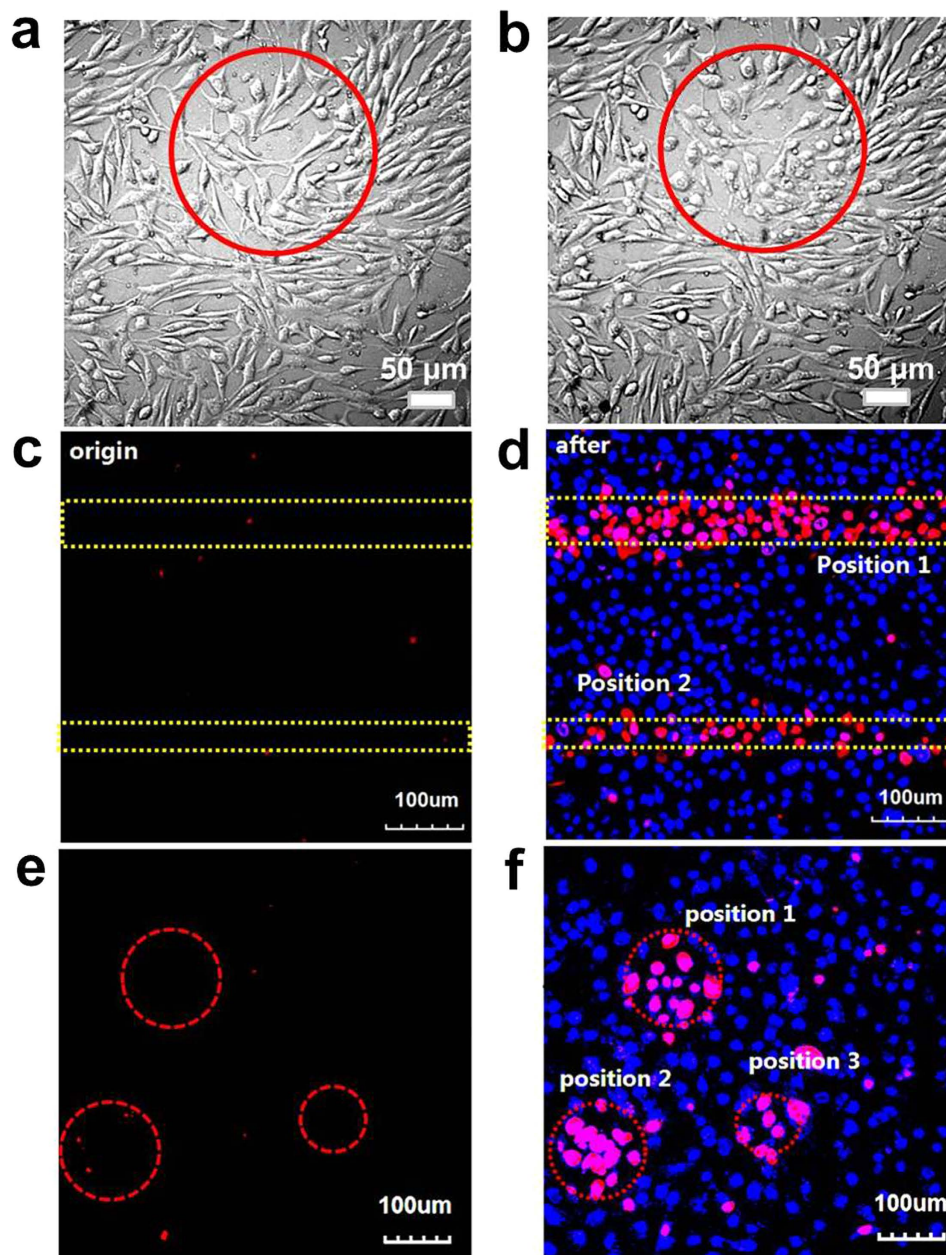 a
b
50 μm
50 μm
c
origin
d
after
Position 1
Position 2
100um
100um
e
f
position 1
position 3
position 2
100um
100um